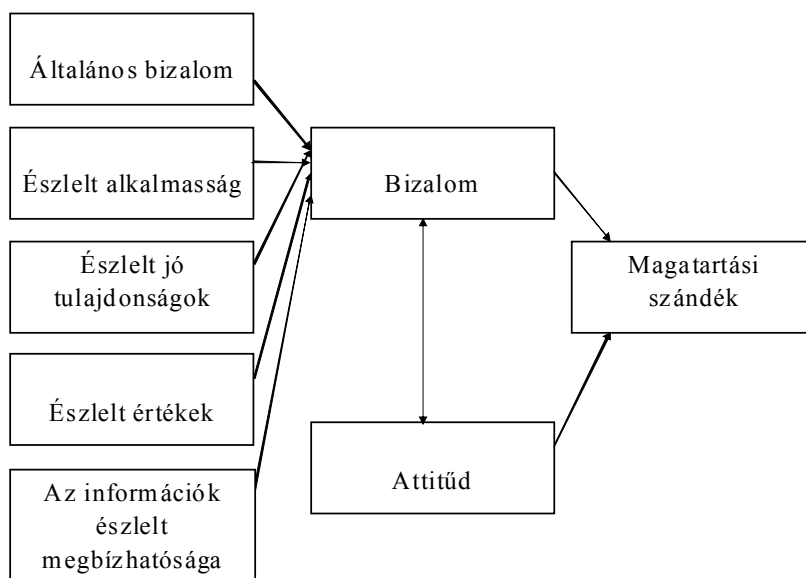 Általános bizalom
Észlelt alkalmasság
Észlelt jó
tulajdonságok
Észlelt értékek
Az információk
észlelt
megbízhatósága
Bizalom
Attitűd
Magatartási
szándék